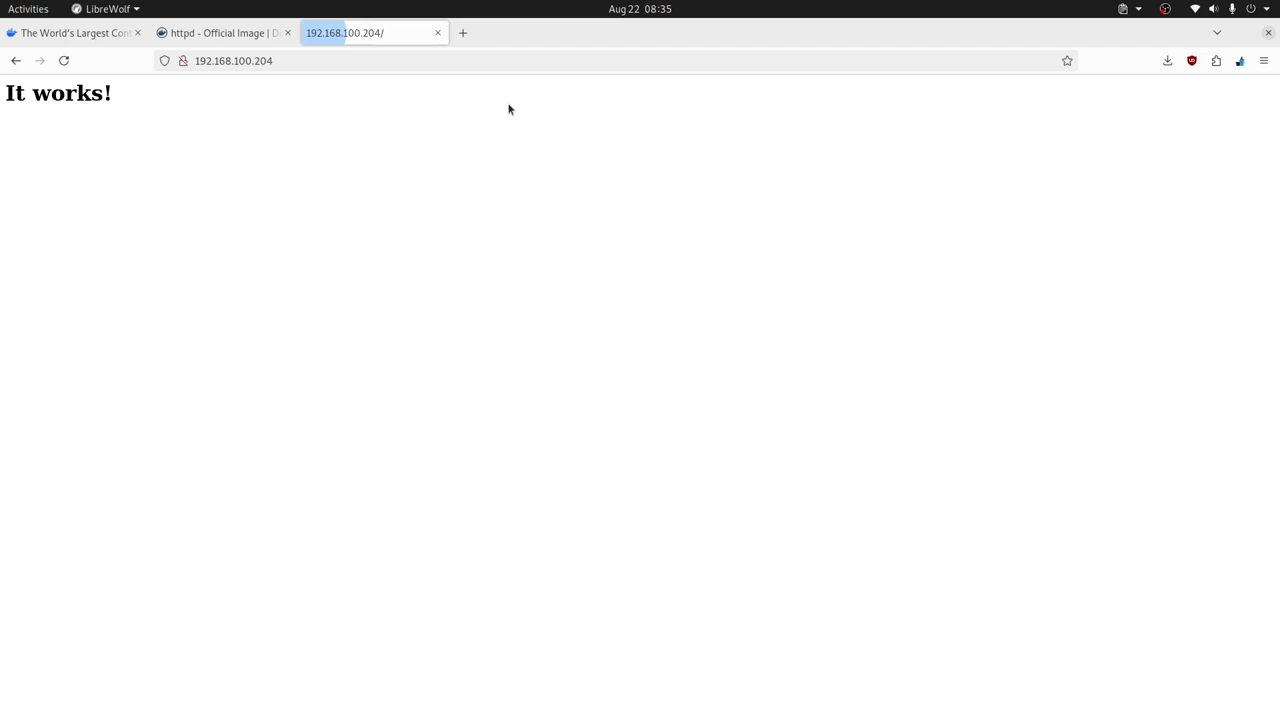 Activities LibreWolf Aug 22 08:35
The World's Largest Cont httpd - Official Image | D 192.168.100.204/
192.168.100.204
It works!